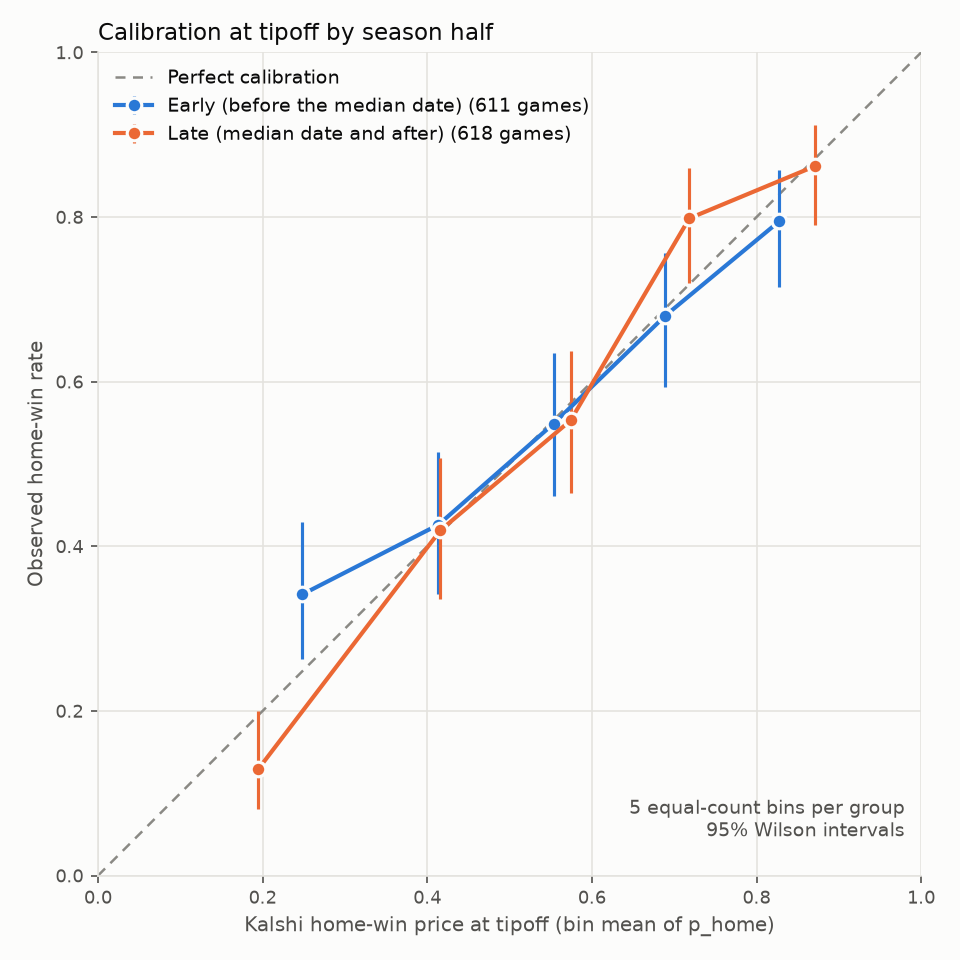 Calibration at tipoff by season half
1.0
Perfect calibration
Early (before the median date) (611 games)
Late (median date and after) (618 games)
0.8
0.6
0.4
0.2
0.0
Observed home-win rate
5 equal-count bins per group
95% Wilson intervals
0.0 0.2 0.4 0.6 0.8 1.0
Kalshi home-win price at tipoff (bin mean of p_home)